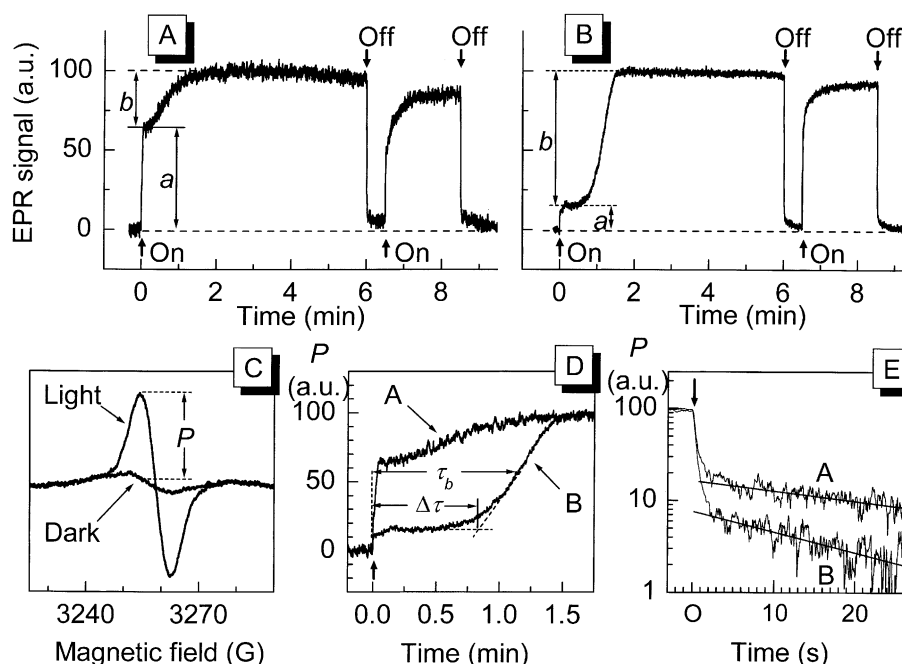 A
B
Off
Off
Off
Off
EPR signal (a.u.)
100
50
0
b
a
b
a
On
On
On
On
0
2
4
6
8
0
2
4
6
8
Time (min)
Time (min)
C
Light
Dark
P
3240
3270
Magnetic field (G)
P
(a.u.)
D
100
50
0
A
B
τb
Δτ
0.0
0.5
1.0
1.5
Time (min)
P
(a.u.)
E
100
10
1
A
B
O
10
20
Time (s)